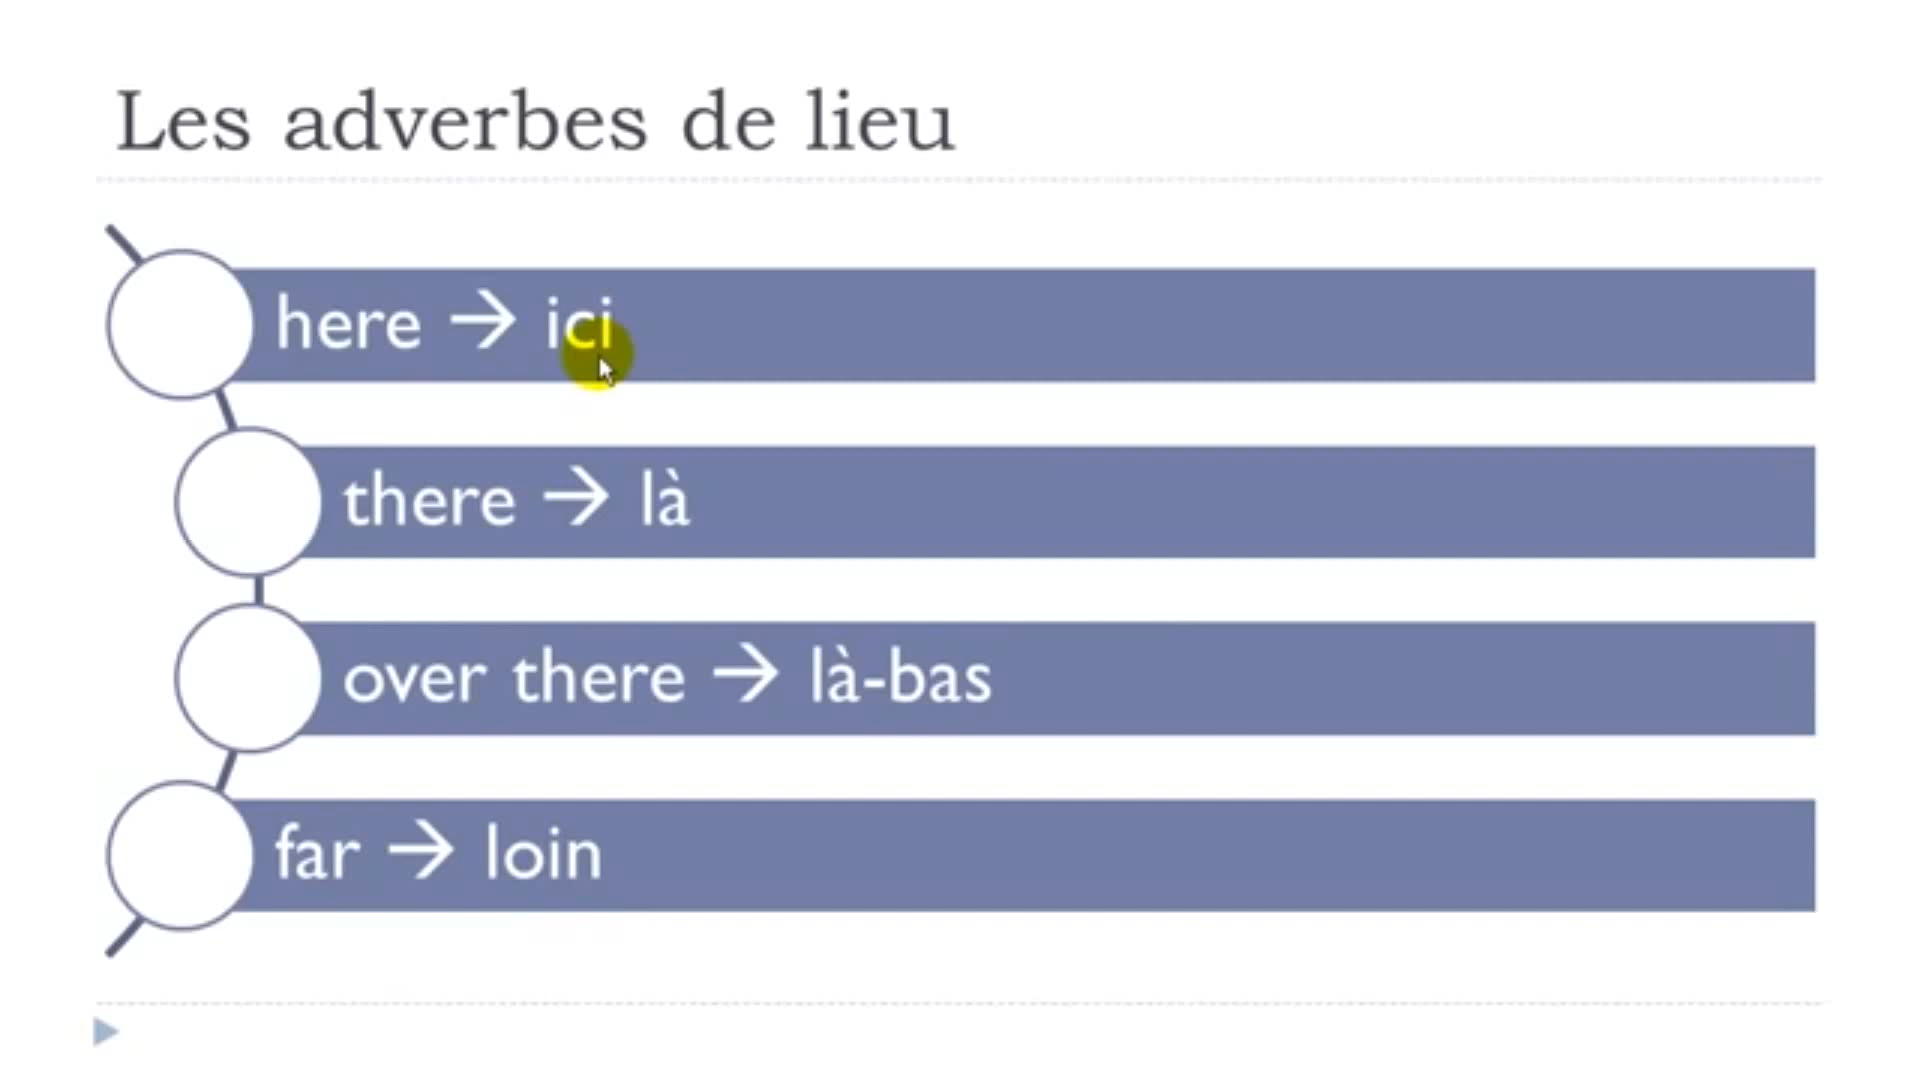 Les adverbes de lieu
here → ici
there → là
over there → là-bas
far → loin